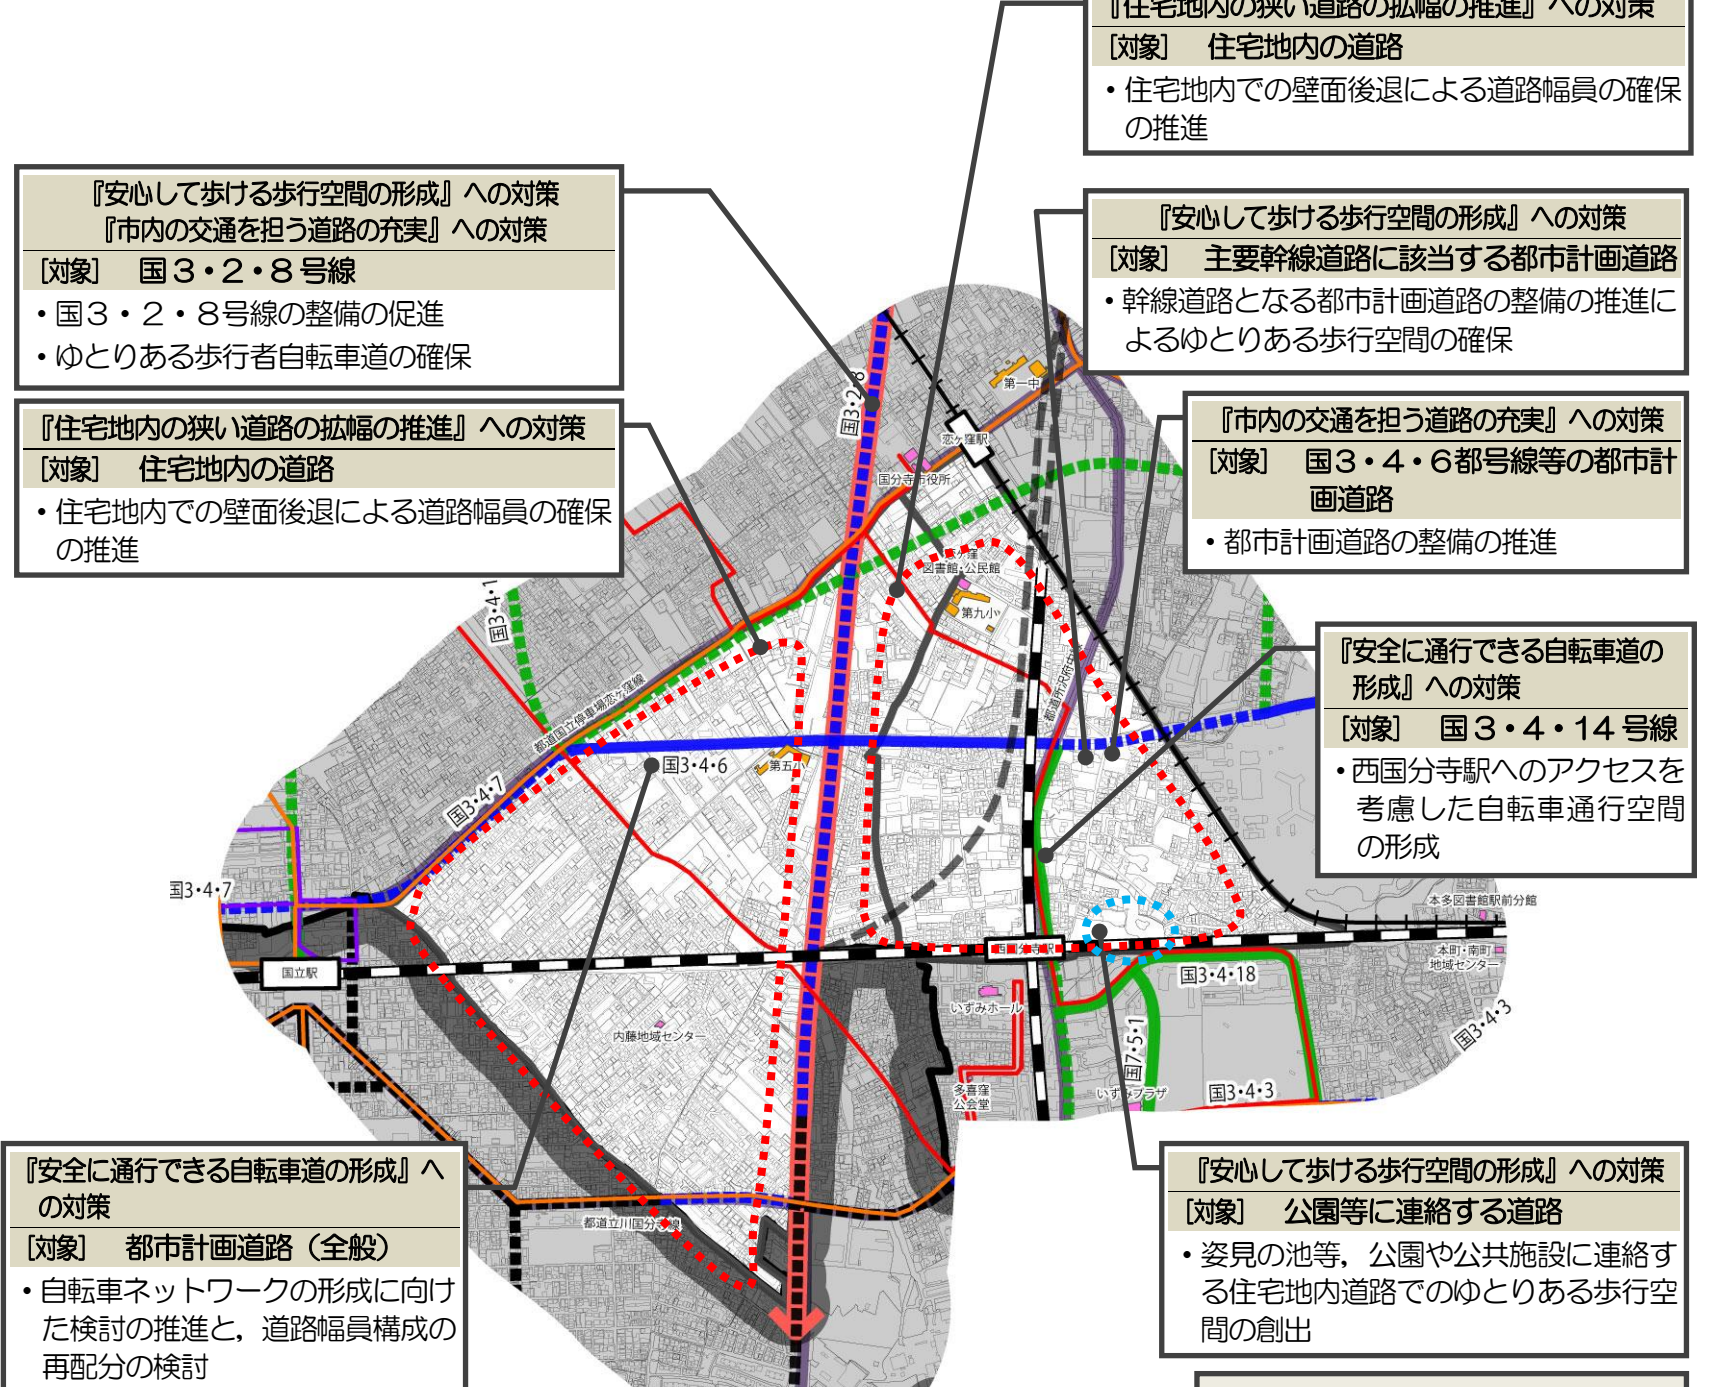 『住宅地内の狭い道路の拡幅の推進』への対策
［対象］　住宅地内の道路
・住宅地内での壁面後退による道路幅員の確保
の推進
『安心して歩ける歩行空間の形成』への対策
『市内の交通を担う道路の充実』への対策
［対象］　国３・２・８号線
・国３・２・８号線の整備の促進
・ゆとりある歩行者自転車道の確保
『安心して歩ける歩行空間の形成』への対策
［対象］　主要幹線道路に該当する都市計画道路
・幹線道路となる都市計画道路の整備の推進に
よるゆとりある歩行空間の確保
『住宅地内の狭い道路の拡幅の推進』への対策
［対象］　住宅地内の道路
・住宅地内での壁面後退による道路幅員の確保
の推進
『市内の交通を担う道路の充実』への対策
［対象］　国３・４・６都号線等の都市計
画道路
・都市計画道路の整備の推進
『安全に通行できる自転車道の
形成』への対策
［対象］　国３・４・14号線
・西国分寺駅へのアクセスを
考慮した自転車通行空間
の形成
『安全に通行できる自転車道の形成』へ
の対策
［対象］　都市計画道路（全般）
・自転車ネットワークの形成に向け
た検討の推進と，道路幅員構成の
再配分の検討
『安心して歩ける歩行空間の形成』への対策
［対象］　公園等に連絡する道路
・姿見の池等，公園や公共施設に連絡す
る住宅地内道路でのゆとりある歩行空
間の創出
国3・2・8
第一中
恋ヶ窪駅
国分寺市役所
恋ヶ窪
図書館・公民館
第九小
国3・4・1
都道国立停車場恋ヶ窪線
都道所沢府中
国3・4・6
第五小
国3・4・7
国3・4・7
本多図書館駅前分館
本町・南町
地域センター
国立駅
西国分寺駅
国3・4・18
いずみホール
内藤地域センター
国7・5・1
国3・4・3
多喜窪
公会堂
いずみプラザ
国3・4・3
都道立川国分寺線